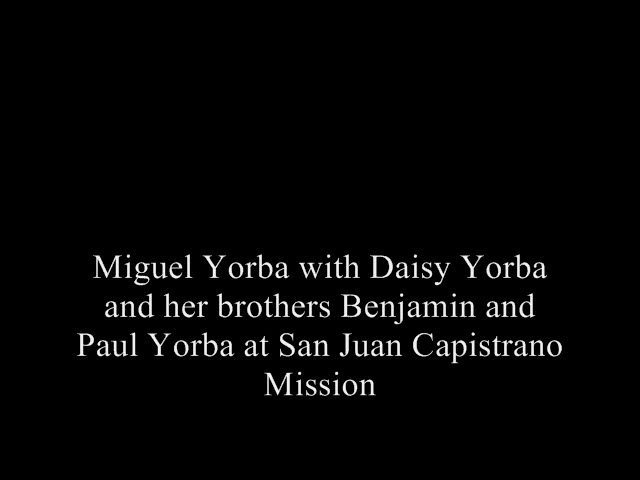 Miguel Yorba with Daisy Yorba
and her brothers Benjamin and
Paul Yorba at San Juan Capistrano
Mission